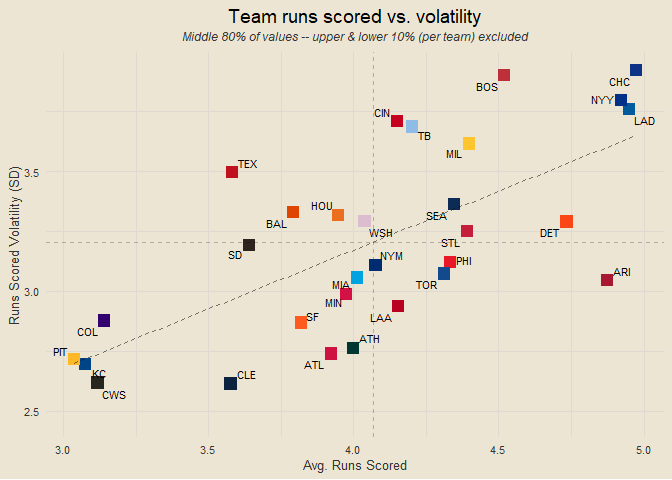 Team runs scored vs. volatility
Middle 80% of values -- upper & lower 10% (per team) excluded
Runs Scored Volatility (SD)
3.5
3.0
2.5
BOS
CHC
NYY
LAD
CIN
TB
MIL
TEX
HOU
BAL
WSH
SEA
STL
DET
SD
NYM
PHI
MIA
TOR
ARI
MIN
COL
SF
LAA
PIT
KC
ATL
ATH
CWS
CLE
3.0
3.5
4.0
4.5
5.0
Avg. Runs Scored